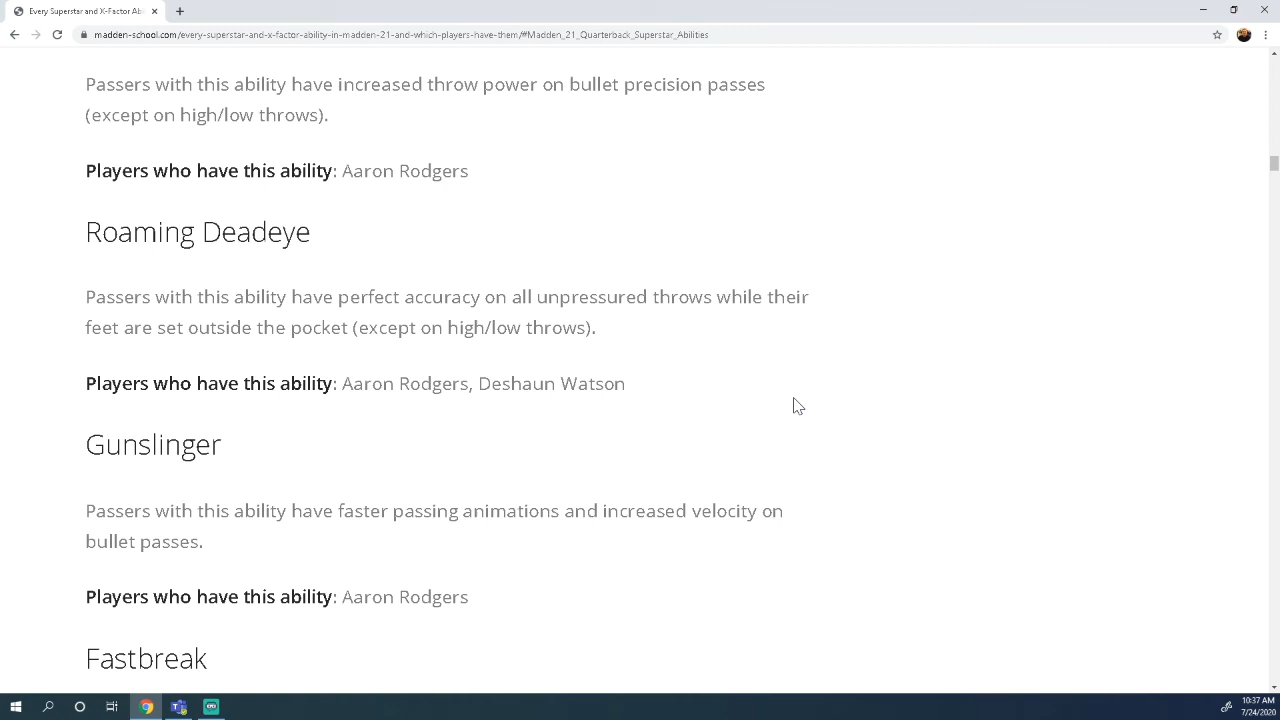 Every Superstar and X-Factor Ab
madden-school.com/every-superstar-and-x-factor-ability-in-madden-21-and-which-players-have-them/#Madden_21_Quarterback_Superstar_Abilities
Passers with this ability have increased throw power on bullet precision passes
(except on high/low throws).
Players who have this ability: Aaron Rodgers
Roaming Deadeye
Passers with this ability have perfect accuracy on all unpressured throws while their
feet are set outside the pocket (except on high/low throws).
Players who have this ability: Aaron Rodgers, Deshaun Watson
Gunslinger
Passers with this ability have faster passing animations and increased velocity on
bullet passes.
Players who have this ability: Aaron Rodgers
Fastbreak
10:37 AM
7/24/2020